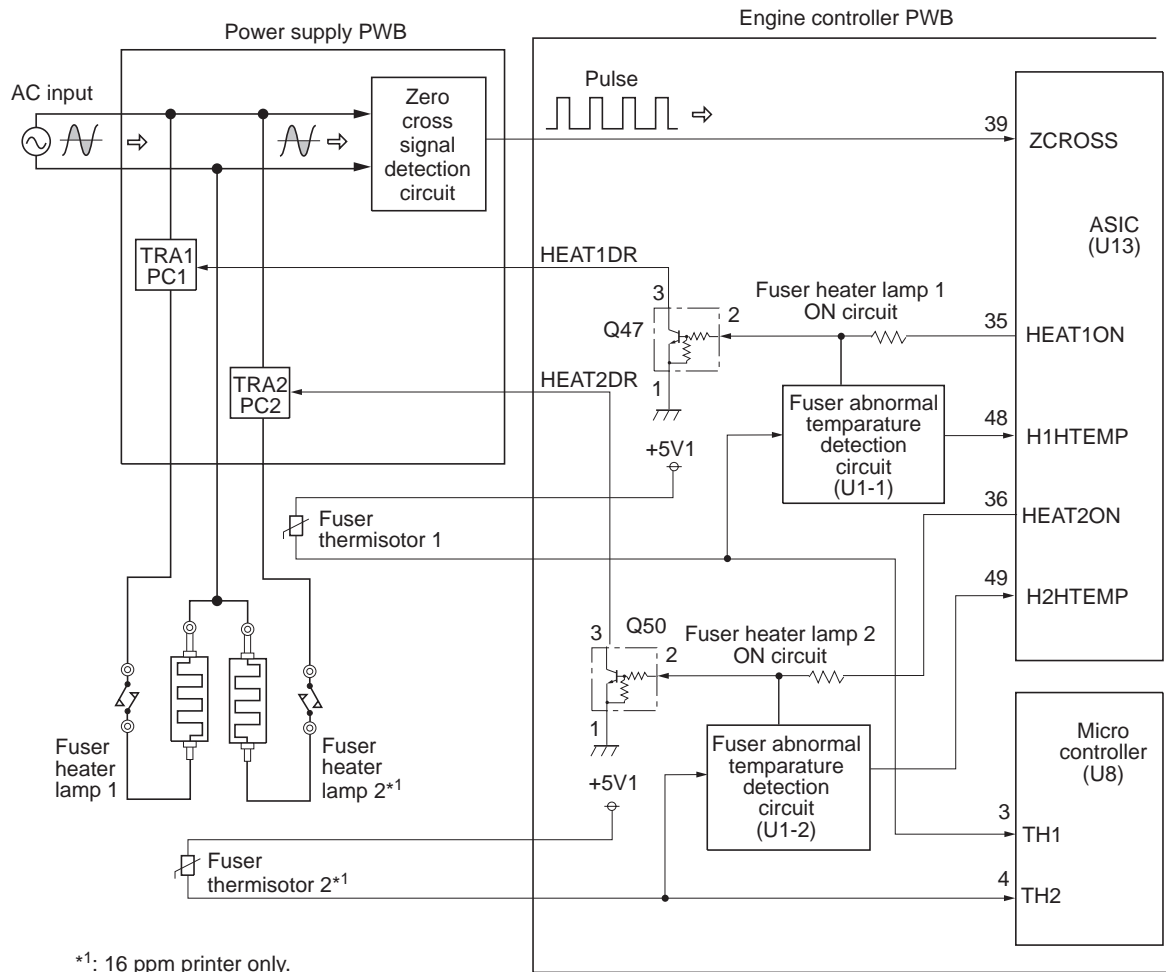 Engine controller PWB
Power supply PWB
AC input
Zero
cross
signal
detection
circuit
Pulse
39
ZCROSS
ASIC
(U13)
TRA1
PC1
HEAT1DR
3
Q47
2
1
Fuser heater lamp 1
ON circuit
35
HEAT1ON
TRA2
PC2
HEAT2DR
Fuser abnormal
temparature
detection
circuit
(U1-1)
48
H1HTEMP
+5V1
36
HEAT2ON
Fuser
thermisotor 1
49
H2HTEMP
3
Q50
2
1
Fuser heater lamp 2
ON circuit
Fuser
heater
lamp 1
Fuser
heater
lamp 2*1
+5V1
Fuser abnormal
temparature
detection
circuit
(U1-2)
Micro
controller
(U8)
3
TH1
Fuser
thermisotor 2*1
4
TH2
*1: 16 ppm printer only.